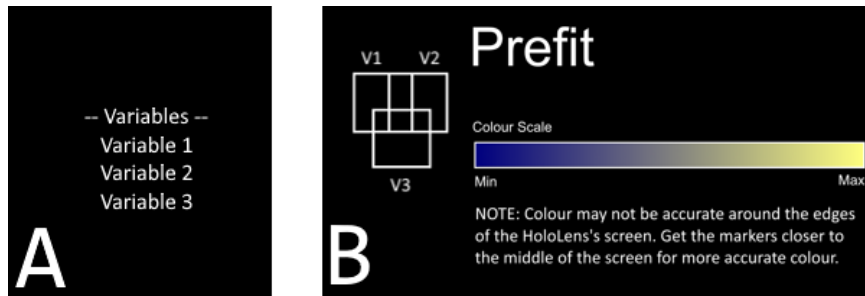 -- Variables --
Variable 1
Variable 2
Variable 3
A
V1 V2
V3
B
Prefit
Colour Scale
Min Max
NOTE: Colour may not be accurate around the edges
of the HoloLens's screen. Get the markers closer to
the middle of the screen for more accurate colour.